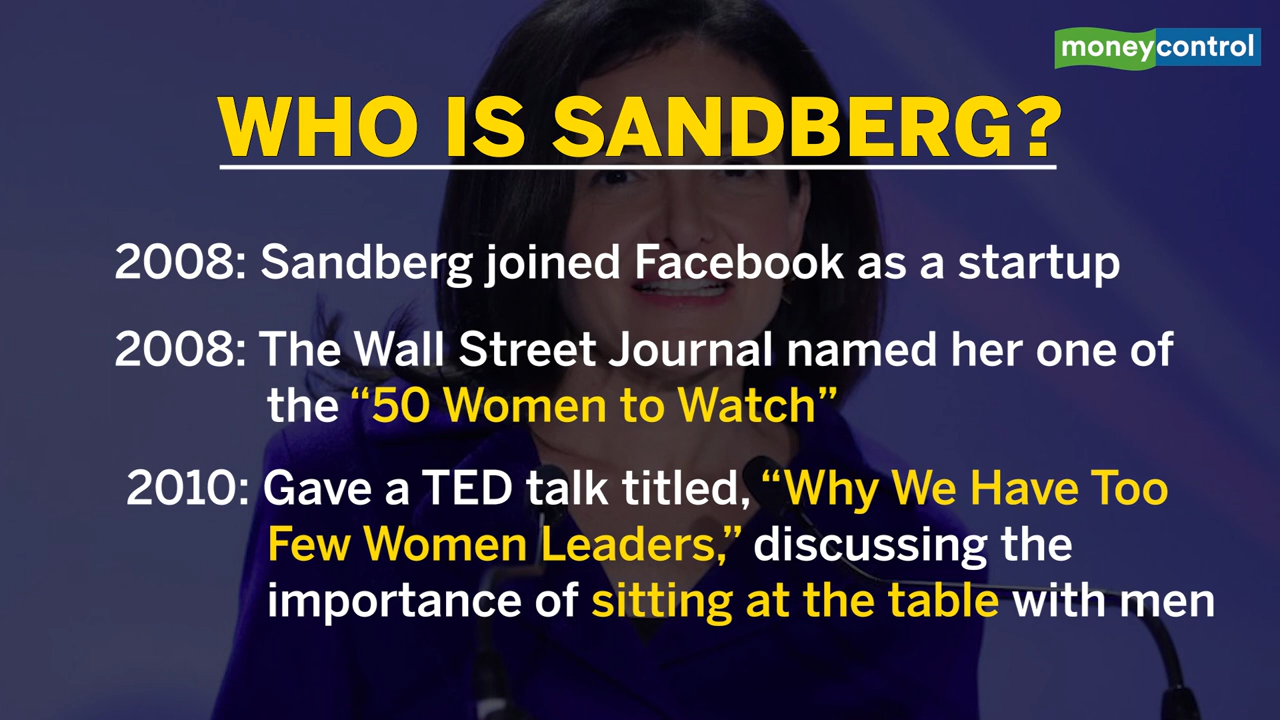 moneycontrol
WHO IS SANDBERG?
2008: Sandberg joined Facebook as a startup
2008: The Wall Street Journal named her one of
the “50 Women to Watch”
2010: Gave a TED talk titled, “Why We Have Too
Few Women Leaders,” discussing the
importance of sitting at the table with men